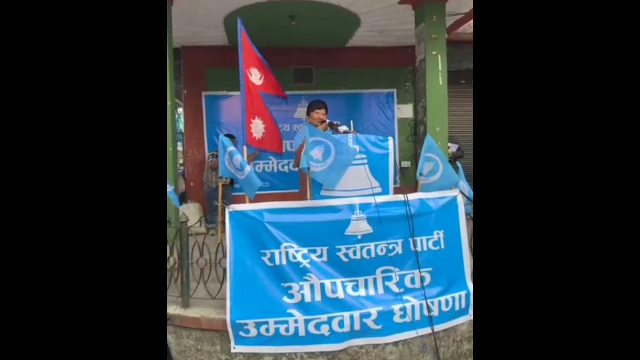 राष्ट्रिय स्वतन्त्र पार्टी
औपचारिक
उम्मेदवार घोषणा